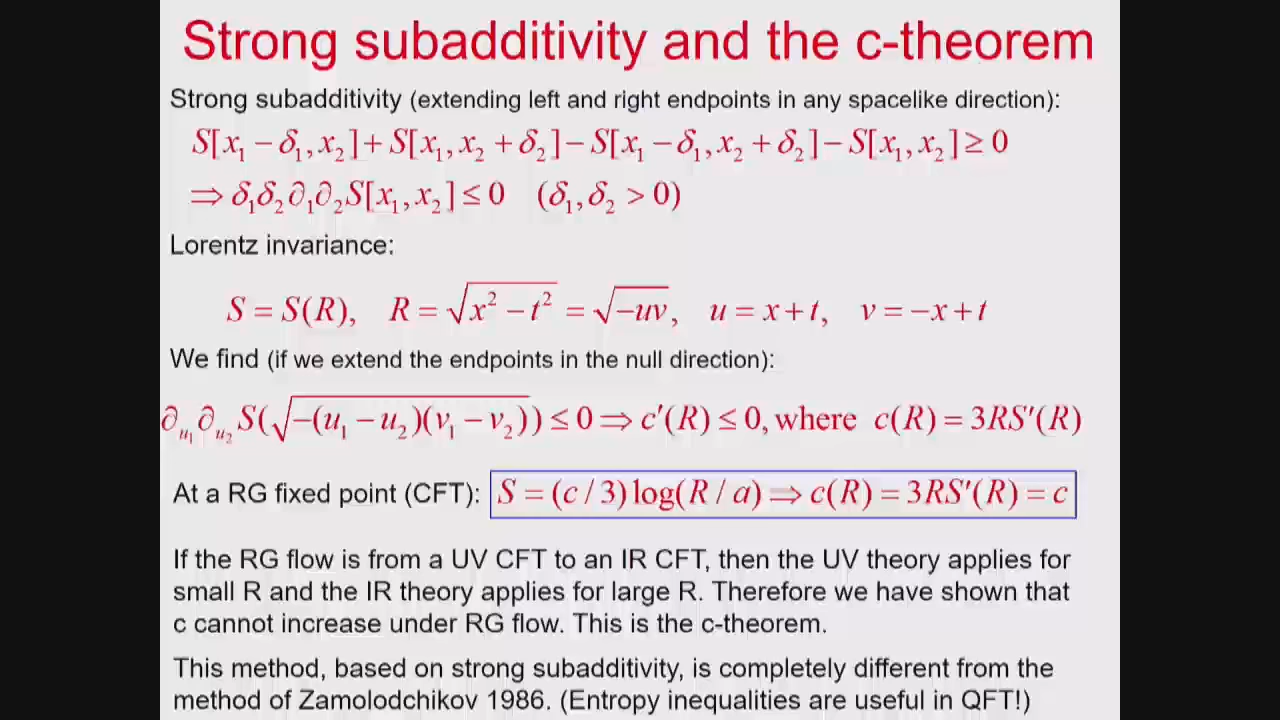 Strong subadditivity and the c-theorem
Strong subadditivity (extending left and right endpoints in any spacelike direction):
S[x₁ − δ₁, x₂] + S[x₁, x₂ + δ₂] − S[x₁ − δ₁, x₂ + δ₂] − S[x₁, x₂] ≥ 0
⇒ δ₁δ₂∂₁∂₂S[x₁, x₂] ≤ 0 (δ₁, δ₂ > 0)
Lorentz invariance:
S = S(R), R = √(x² − t²) = √(−uv), u = x + t, v = −x + t
We find (if we extend the endpoints in the null direction):
∂_{u₁}∂_{u₂}S(√(−(u₁ − u₂)(v₁ − v₂))) ≤ 0 ⇒ c′(R) ≤ 0, where c(R) = 3RS′(R)
At a RG fixed point (CFT): S = (c / 3) log(R / a) ⇒ c(R) = 3RS′(R) = c
If the RG flow is from a UV CFT to an IR CFT, then the UV theory applies for
small R and the IR theory applies for large R. Therefore we have shown that
c cannot increase under RG flow. This is the c-theorem.
This method, based on strong subadditivity, is completely different from the
method of Zamolodchikov 1986. (Entropy inequalities are useful in QFT!)